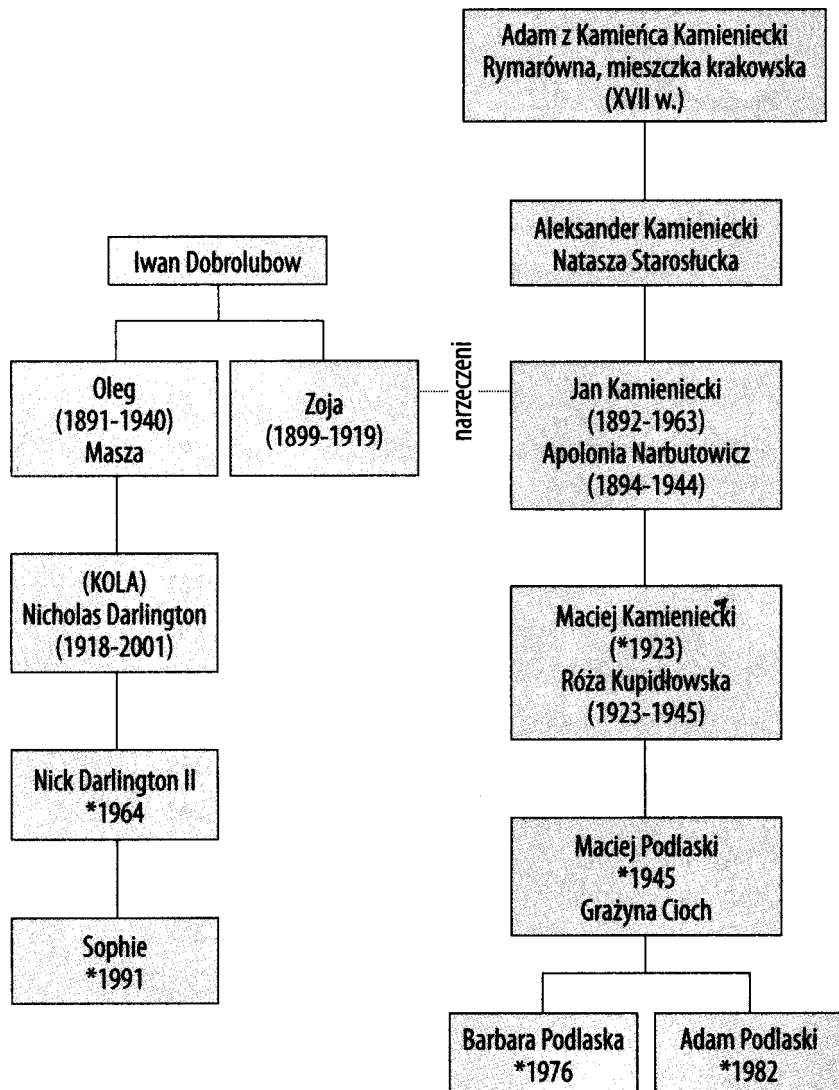 Adam z Kamieńca Kamieniecki
Rymarówna, mieszczka krakowska
(XVII w.)
Aleksander Kamieniecki
Natasza Starosłucka
Iwan Dobrolubow
Oleg
(1891-1940)
Masza
Zoja
(1899-1919)
narzeczeni
Jan Kamieniecki
(1892-1963)
Apolonia Narbutowicz
(1894-1944)
(KOLA)
Nicholas Darlington
(1918-2001)
Maciej Kamieniecki
(*1923)
Róża Kupidłowska
(1923-1945)
Nick Darlington II
*1964
Maciej Podlaski
*1945
Grażyna Cioch
Sophie
*1991
Barbara Podlaska
*1976
Adam Podlaski
*1982